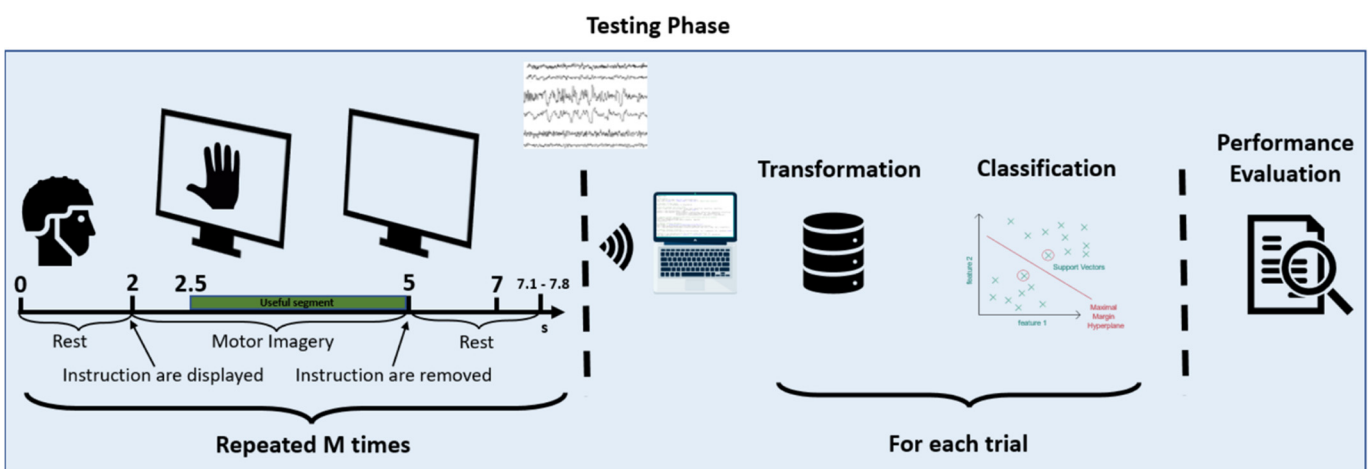 Testing Phase
Performance
Evaluation
Transformation
Classification
Support Vectors
feature 2
feature 1
Maximal
Margin
Hyperplane
0
2
2.5
5
7
7.1 - 7.8
Useful segment
s
Rest
Motor Imagery
Rest
Instruction are displayed
Instruction are removed
Repeated M times
For each trial